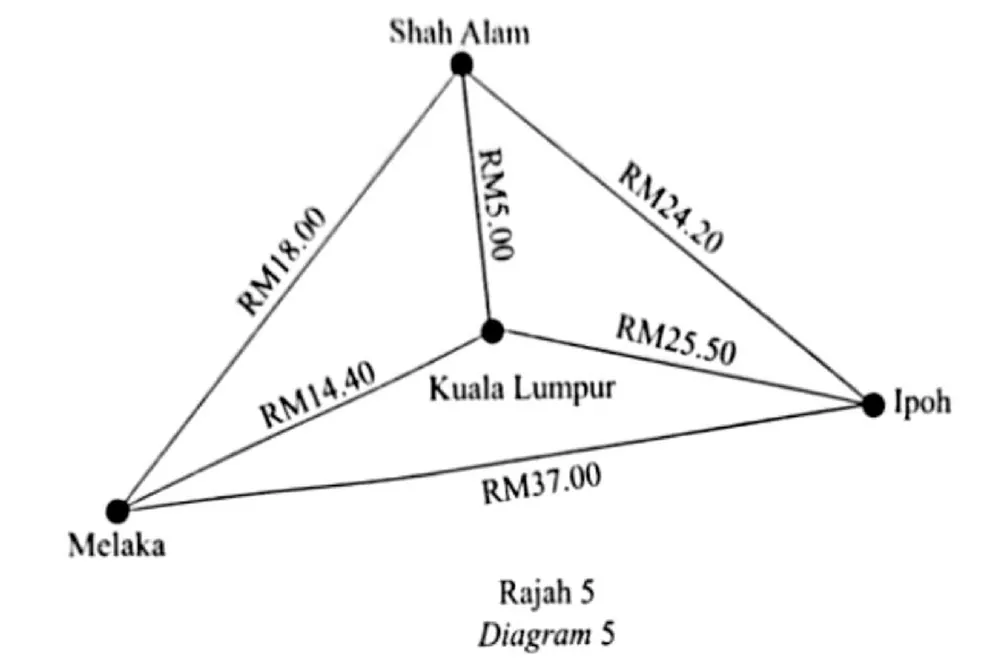 Shah Alam
RM18.00
RM5.00
RM24.20
RM14.40
RM25.50
Kuala Lumpur
Ipoh
RM37.00
Melaka
Rajah 5
Diagram 5